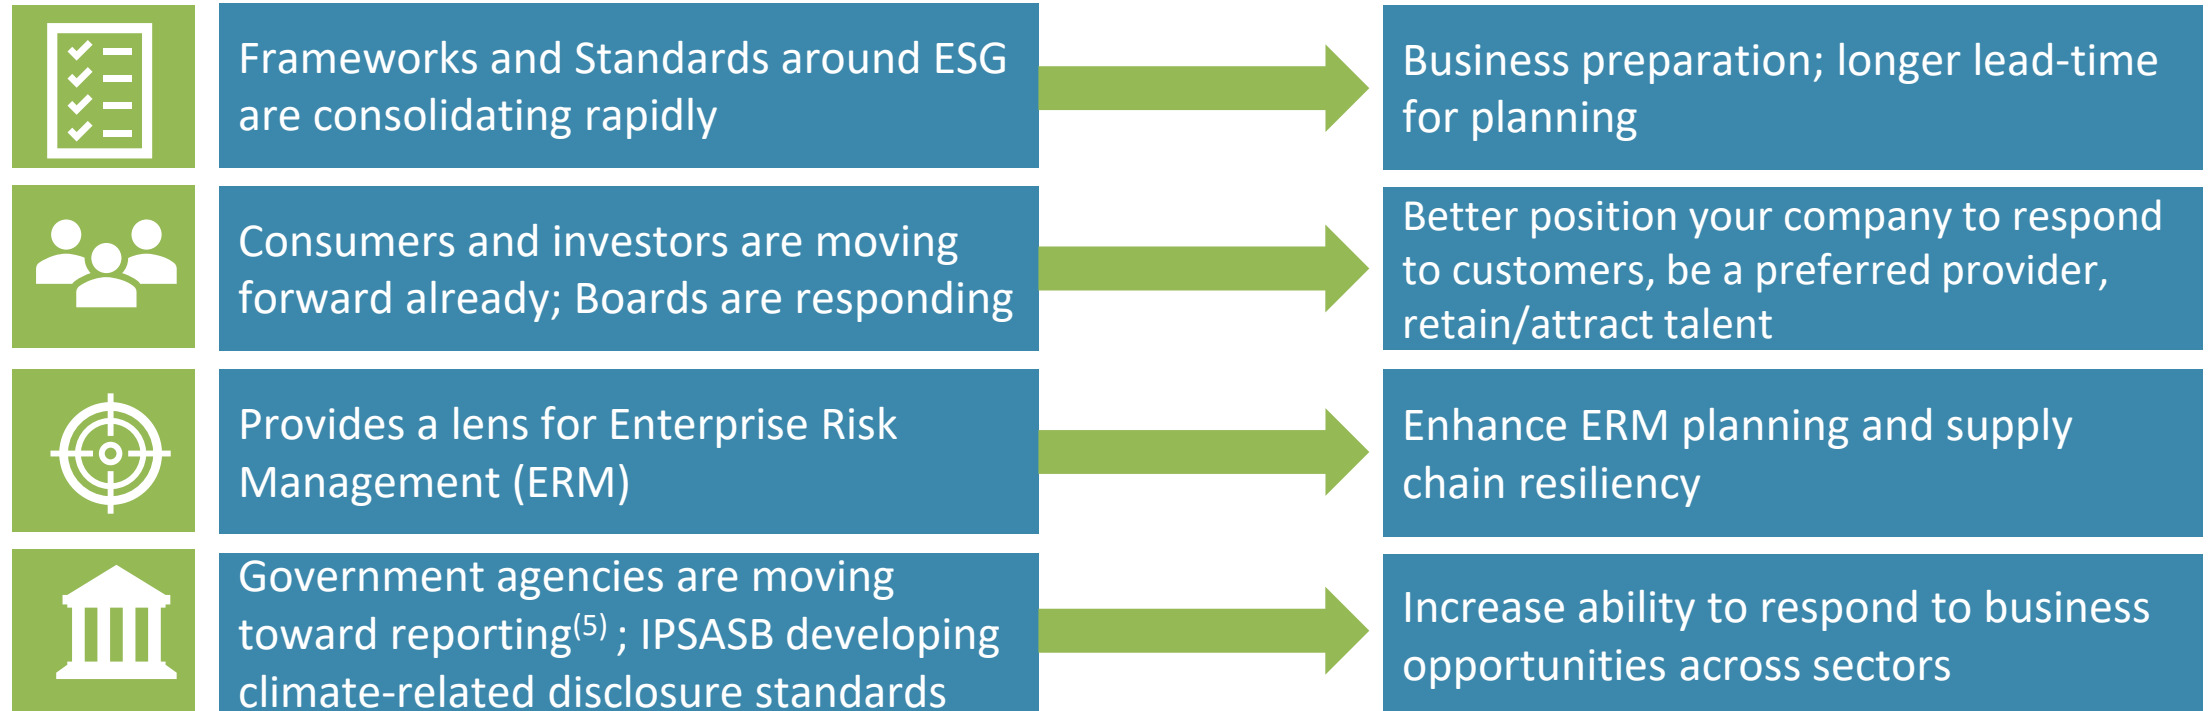 Frameworks and Standards around ESG
are consolidating rapidly
Business preparation; longer lead-time
for planning
Consumers and investors are moving
forward already; Boards are responding
Better position your company to respond
to customers, be a preferred provider,
retain/attract talent
Provides a lens for Enterprise Risk
Management (ERM)
Enhance ERM planning and supply
chain resiliency
Government agencies are moving
toward reporting(5) ; IPSASB developing
climate-related disclosure standards
Increase ability to respond to business
opportunities across sectors